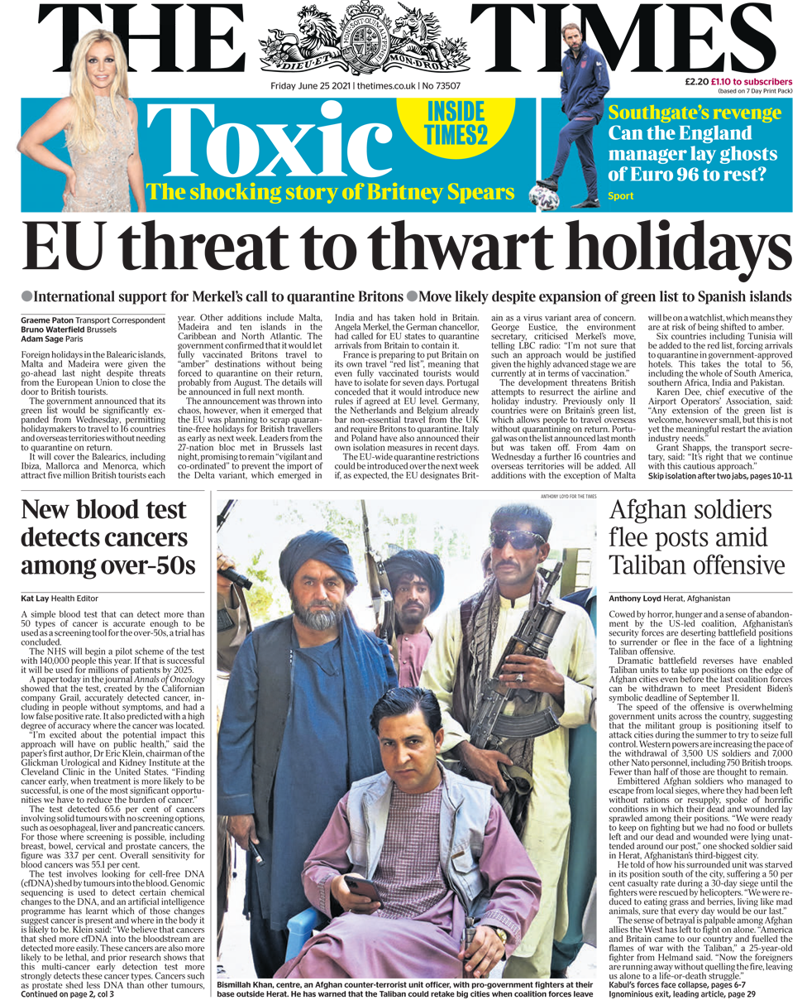 THE TIMES
DIEU·ET MON·DROIT
Friday June 25 2021 | thetimes.co.uk | No 73507
£2.20 £1.10 to subscribers
(based on 7 Day Print Pack)
Toxic
The shocking story of Britney Spears
INSIDE
TIMES2
Southgate's revenge
Can the England
manager lay ghosts
of Euro 96 to rest?
Sport
EU threat to thwart holidays
●International support for Merkel's call to quarantine Britons ●Move likely despite expansion of green list to Spanish islands
Graeme Paton Transport Correspondent
Bruno Waterfield Brussels
Adam Sage Paris
Foreign holidays in the Balearic islands,
Malta and Madeira were given the
go-ahead last night despite threats
from the European Union to close the
door to British tourists.
The government announced that its
green list would be significantly ex-
panded from Wednesday, permitting
holidaymakers to travel to 16 countries
and overseas territories without needing
to quarantine on return.
It will cover the Balearics, including
Ibiza, Mallorca and Menorca, which
attract five million British tourists each
year. Other additions include Malta,
Madeira and ten islands in the
Caribbean and North Atlantic. The
government confirmed that it would let
fully vaccinated Britons travel to
"amber" destinations without being
forced to quarantine on their return,
probably from August. The details will
be announced in full next month.
The announcement was thrown into
chaos, however, when it emerged that
the EU was planning to scrap quaran-
tine-free holidays for British travellers
as early as next week. Leaders from the
27-nation bloc met in Brussels last
night, promising to remain "vigilant and
co-ordinated" to prevent the import of
the Delta variant, which emerged in
India and has taken hold in Britain.
Angela Merkel, the German chancellor,
had called for EU states to quarantine
arrivals from Britain to contain it.
France is preparing to put Britain on
its own travel "red list", meaning that
even fully vaccinated tourists would
have to isolate for seven days. Portugal
conceded that it would introduce new
rules if agreed at EU level. Germany,
the Netherlands and Belgium already
bar non-essential travel from the UK
and require Britons to quarantine. Italy
and Poland have also announced their
own isolation measures in recent days.
The EU-wide quarantine restrictions
could be introduced over the next week
if, as expected, the EU designates Brit-
ain as a virus variant area of concern.
George Eustice, the environment
secretary, criticised Merkel's move,
telling LBC radio: "I'm not sure that
such an approach would be justified
given the highly advanced stage we are
currently at in terms of vaccination."
The development threatens British
attempts to resurrect the airline and
holiday industry. Previously only 11
countries were on Britain's green list,
which allows people to travel overseas
without quarantining on return. Portu-
gal was on the list announced last month
but was taken off. From 4am on
Wednesday a further 16 countries and
overseas territories will be added. All
additions with the exception of Malta
will be on a watchlist, which means they
are at risk of being shifted to amber.
Six countries including Tunisia will
be added to the red list, forcing arrivals
to quarantine in government-approved
hotels. This takes the total to 56,
including the whole of South America,
southern Africa, India and Pakistan.
Karen Dee, chief executive of the
Airport Operators' Association, said:
"Any extension of the green list is
welcome, however small, but this is not
yet the meaningful restart the aviation
industry needs."
Grant Shapps, the transport secre-
tary, said: "It's right that we continue
with this cautious approach."
Skip isolation after two jabs, pages 10-11
New blood test
detects cancers
among over-50s
Kat Lay Health Editor
A simple blood test that can detect more than
50 types of cancer is accurate enough to be
used as a screening tool for the over-50s, a trial has
concluded.
The NHS will begin a pilot scheme of the test
with 140,000 people this year. If that is successful
it will be used for millions of patients by 2025.
A paper today in the journal Annals of Oncology
showed that the test, created by the Californian
company Grail, accurately detected cancer, in-
cluding in people without symptoms, and had a
low false positive rate. It also predicted with a high
degree of accuracy where the cancer was located.
"I'm excited about the potential impact this
approach will have on public health," said the
paper's first author, Dr Eric Klein, chairman of the
Glickman Urological and Kidney Institute at the
Cleveland Clinic in the United States. "Finding
cancer early, when treatment is more likely to be
successful, is one of the most significant opportu-
nities we have to reduce the burden of cancer."
The test detected 65.6 per cent of cancers
involving solid tumours with no screening options,
such as oesophageal, liver and pancreatic cancers.
For those where screening is possible, including
breast, bowel, cervical and prostate cancers, the
figure was 33.7 per cent. Overall sensitivity for
blood cancers was 55.1 per cent.
The test involves looking for cell-free DNA
(cfDNA) shed by tumours into the blood. Genomic
sequencing is used to detect certain chemical
changes to the DNA, and an artificial intelligence
programme has learnt which of those changes
suggest cancer is present and where in the body it
is likely to be. Klein said: "We believe that cancers
that shed more cfDNA into the bloodstream are
detected more easily. These cancers are also more
likely to be lethal, and prior research shows that
this multi-cancer early detection test more
strongly detects these cancer types. Cancers such
as prostate shed less DNA than other tumours,
Continued on page 2, col 3
ANTHONY LOYD FOR THE TIMES
Bismillah Khan, centre, an Afghan counter-terrorist unit officer, with pro-government fighters at their
base outside Herat. He has warned that the Taliban could retake big cities when coalition forces leave
Afghan soldiers
flee posts amid
Taliban offensive
Anthony Loyd Herat, Afghanistan
Cowed by horror, hunger and a sense of abandon-
ment by the US-led coalition, Afghanistan's
security forces are deserting battlefield positions
to surrender or flee in the face of a lightning
Taliban offensive.
Dramatic battlefield reverses have enabled
Taliban units to take up positions on the edge of
Afghan cities even before the last coalition forces
can be withdrawn to meet President Biden's
symbolic deadline of September 11.
The speed of the offensive is overwhelming
government units across the country, suggesting
that the militant group is positioning itself to
attack cities during the summer to try to seize full
control. Western powers are increasing the pace of
the withdrawal of 3,500 US soldiers and 7,000
other Nato personnel, including 750 British troops.
Fewer than half of those are thought to remain.
Embittered Afghan soldiers who managed to
escape from local sieges, where they had been left
without rations or resupply, spoke of horrific
conditions in which their dead and wounded lay
sprawled among their positions. "We were ready
to keep on fighting but we had no food or bullets
left and our dead and wounded were lying unat-
tended around our post," one shocked soldier said
in Herat, Afghanistan's third-biggest city.
He told of how his surrounded unit was starved
in its position south of the city, suffering a 50 per
cent casualty rate during a 30-day siege until the
fighters were rescued by helicopters. "We were re-
duced to eating grass and berries, living like mad
animals, sure that every day would be our last."
The sense of betrayal is palpable among Afghan
allies the West has left to fight on alone. "America
and Britain came to our country and fuelled the
flames of war with the Taliban," a 25-year-old
fighter from Helmand said. "Now the foreigners
are running away without quelling the fire, leaving
us alone to a life-or-death struggle."
Kabul's forces face collapse, pages 6-7
Ignominious exit, leading article, page 29